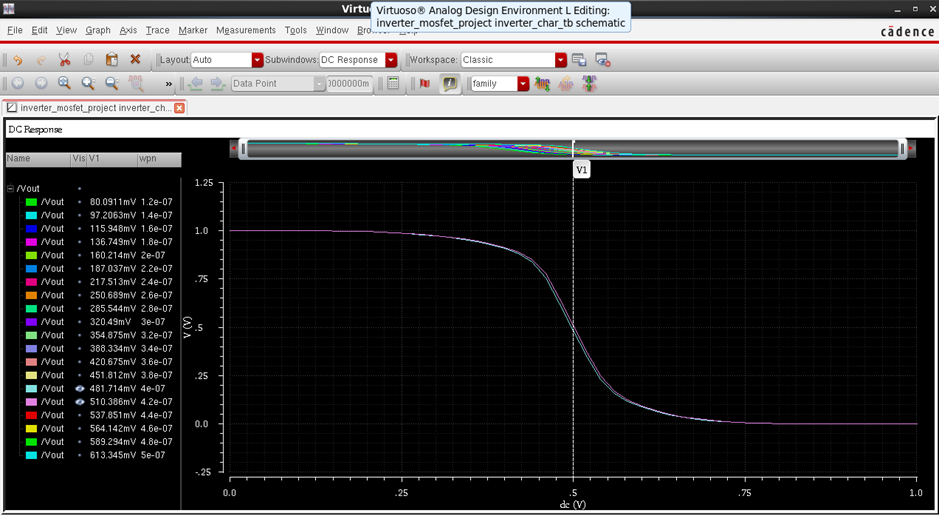 Virtuoso® Analog Design Environment L Editing:
inverter_mosfet_project inverter_char_tb schematic
File Edit View Graph Axis Trace Marker Measurements Tools Window
cādence
Layout: Auto Subwindows: DC Response Workspace: Classic
» Data Point 000000m family
inverter_mosfet_project inverter_ch...
DC Response
Name Vis V1 wpn
/Vout
/Vout 80.0911mV 1.2e-07
/Vout 97.2063mV 1.4e-07
/Vout 115.948mV 1.6e-07
/Vout 136.749mV 1.8e-07
/Vout 160.214mV 2e-07
/Vout 187.037mV 2.2e-07
/Vout 217.513mV 2.4e-07
/Vout 250.689mV 2.6e-07
/Vout 285.544mV 2.8e-07
/Vout 320.49mV 3e-07
/Vout 354.875mV 3.2e-07
/Vout 388.334mV 3.4e-07
/Vout 420.675mV 3.6e-07
/Vout 451.812mV 3.8e-07
/Vout 481.714mV 4e-07
/Vout 510.386mV 4.2e-07
/Vout 537.851mV 4.4e-07
/Vout 564.142mV 4.6e-07
/Vout 589.294mV 4.8e-07
/Vout 613.345mV 5e-07
V1
1.25
1.0
.75
.5
.25
0.0
-.25
V (V)
0.0 .25 .5 .75 1.0
dc (V)